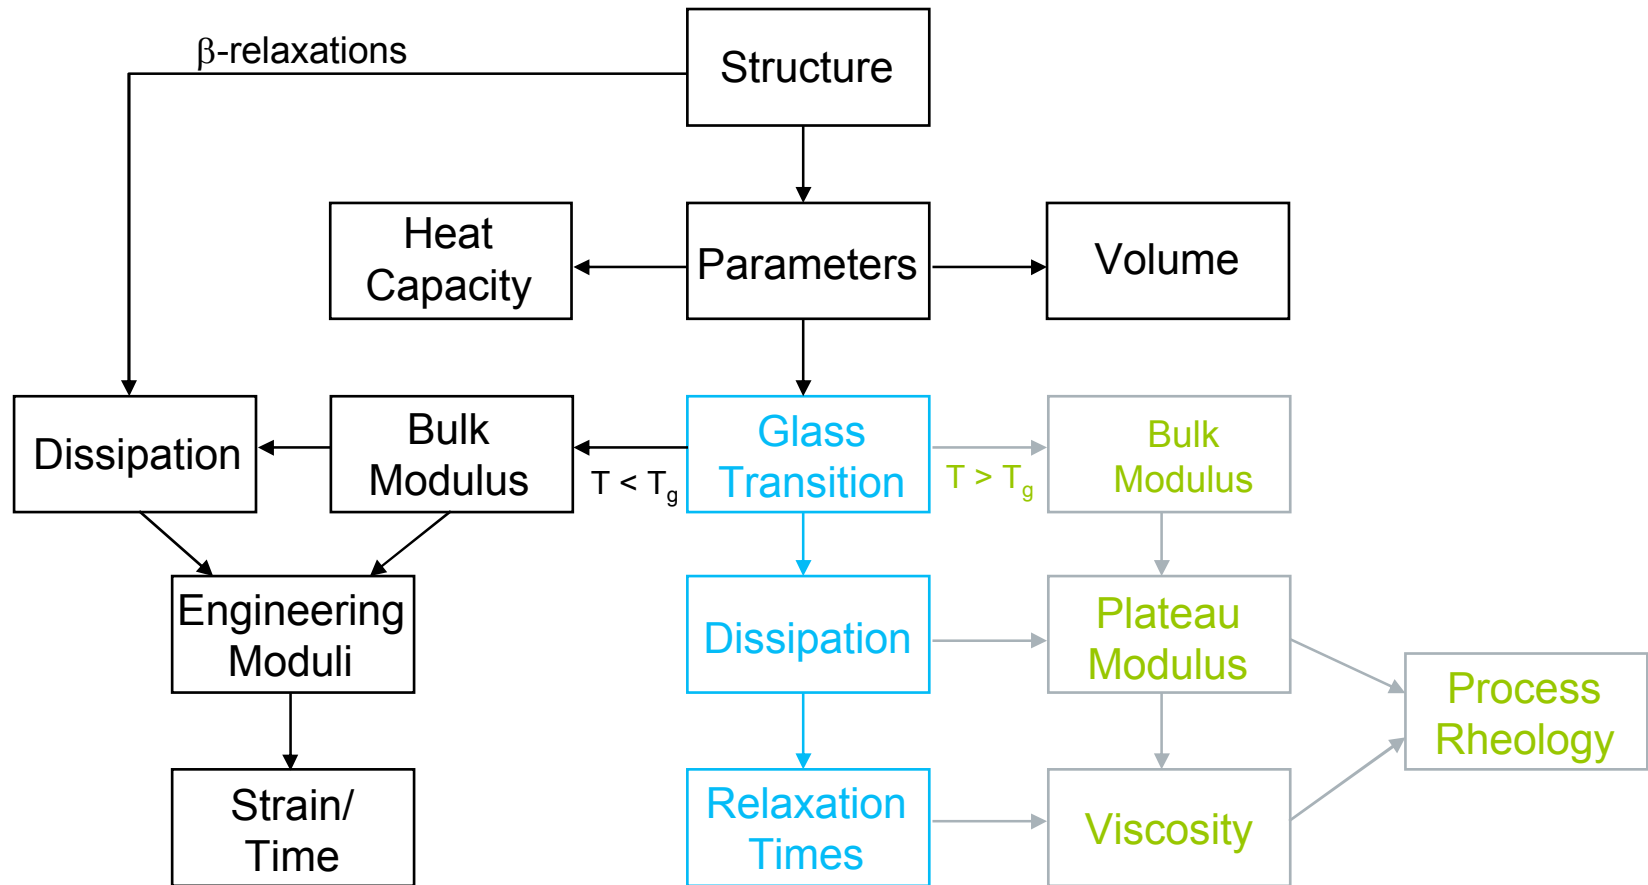 β-relaxations
Structure
Heat
Capacity
Parameters
Volume
Dissipation
Bulk
Modulus
T < Tg
Glass
Transition
T > Tg
Bulk
Modulus
Engineering
Moduli
Dissipation
Plateau
Modulus
Process
Rheology
Strain/
Time
Relaxation
Times
Viscosity